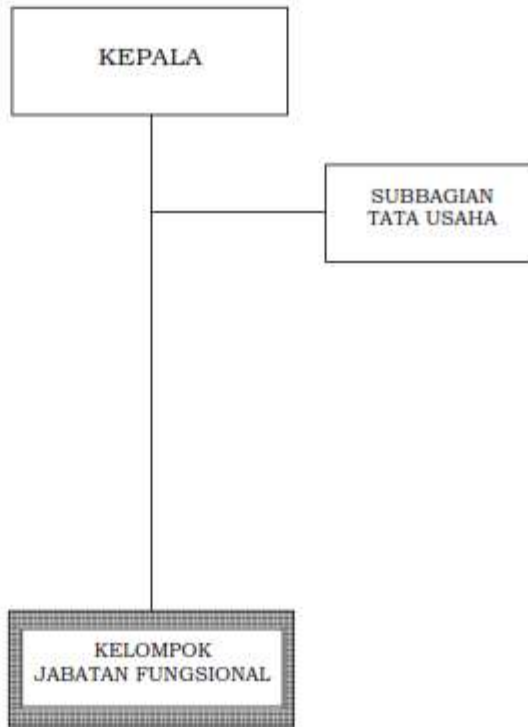 KEPALA
SUBBAGIAN
TATA USAHA
KELOMPOK
JABATAN FUNGSIONAL